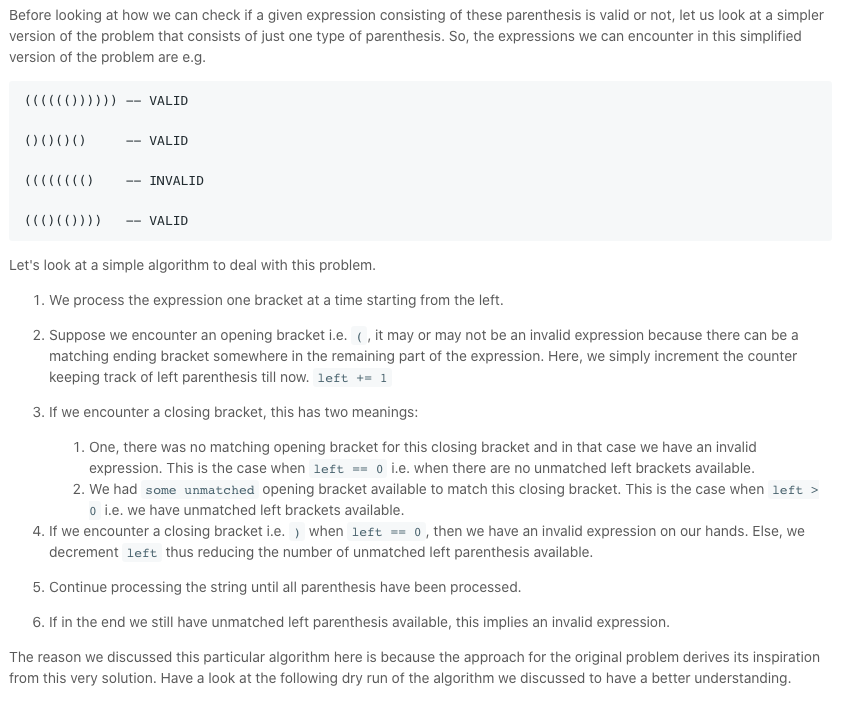 Before looking at how we can check if a given expression consisting of these parenthesis is valid or not, let us look at a simpler
version of the problem that consists of just one type of parenthesis. So, the expressions we can encounter in this simplified
version of the problem are e.g.
(((((()))))) -- VALID
()()()() -- VALID
(((((((() -- INVALID
((()(()))) -- VALID
Let's look at a simple algorithm to deal with this problem.
1. We process the expression one bracket at a time starting from the left.
2. Suppose we encounter an opening bracket i.e. ( , it may or may not be an invalid expression because there can be a
matching ending bracket somewhere in the remaining part of the expression. Here, we simply increment the counter
keeping track of left parenthesis till now. left += 1
3. If we encounter a closing bracket, this has two meanings:
1. One, there was no matching opening bracket for this closing bracket and in that case we have an invalid
expression. This is the case when left == 0 i.e. when there are no unmatched left brackets available.
2. We had some unmatched opening bracket available to match this closing bracket. This is the case when left >
0 i.e. we have unmatched left brackets available.
4. If we encounter a closing bracket i.e. ) when left == 0 , then we have an invalid expression on our hands. Else, we
decrement left thus reducing the number of unmatched left parenthesis available.
5. Continue processing the string until all parenthesis have been processed.
6. If in the end we still have unmatched left parenthesis available, this implies an invalid expression.
The reason we discussed this particular algorithm here is because the approach for the original problem derives its inspiration
from this very solution. Have a look at the following dry run of the algorithm we discussed to have a better understanding.